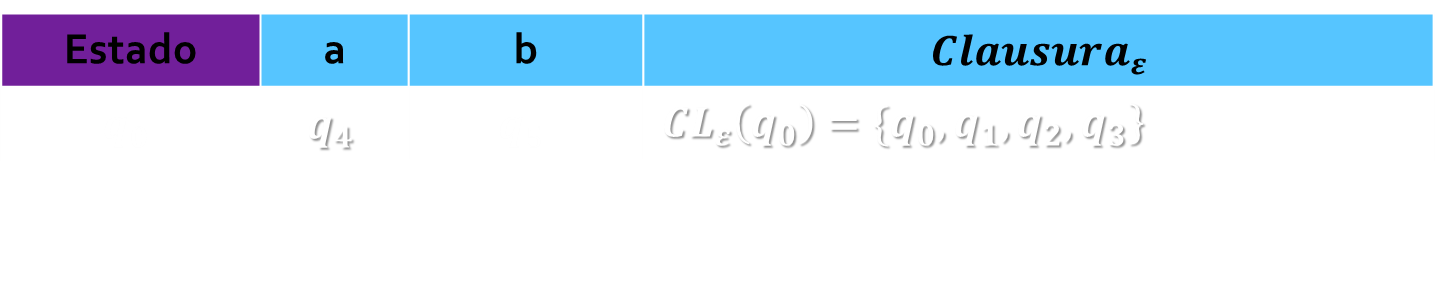 Estado a b Clausura_ε
q_4 CL_ε(q_0) = {q_0, q_1, q_2, q_3}